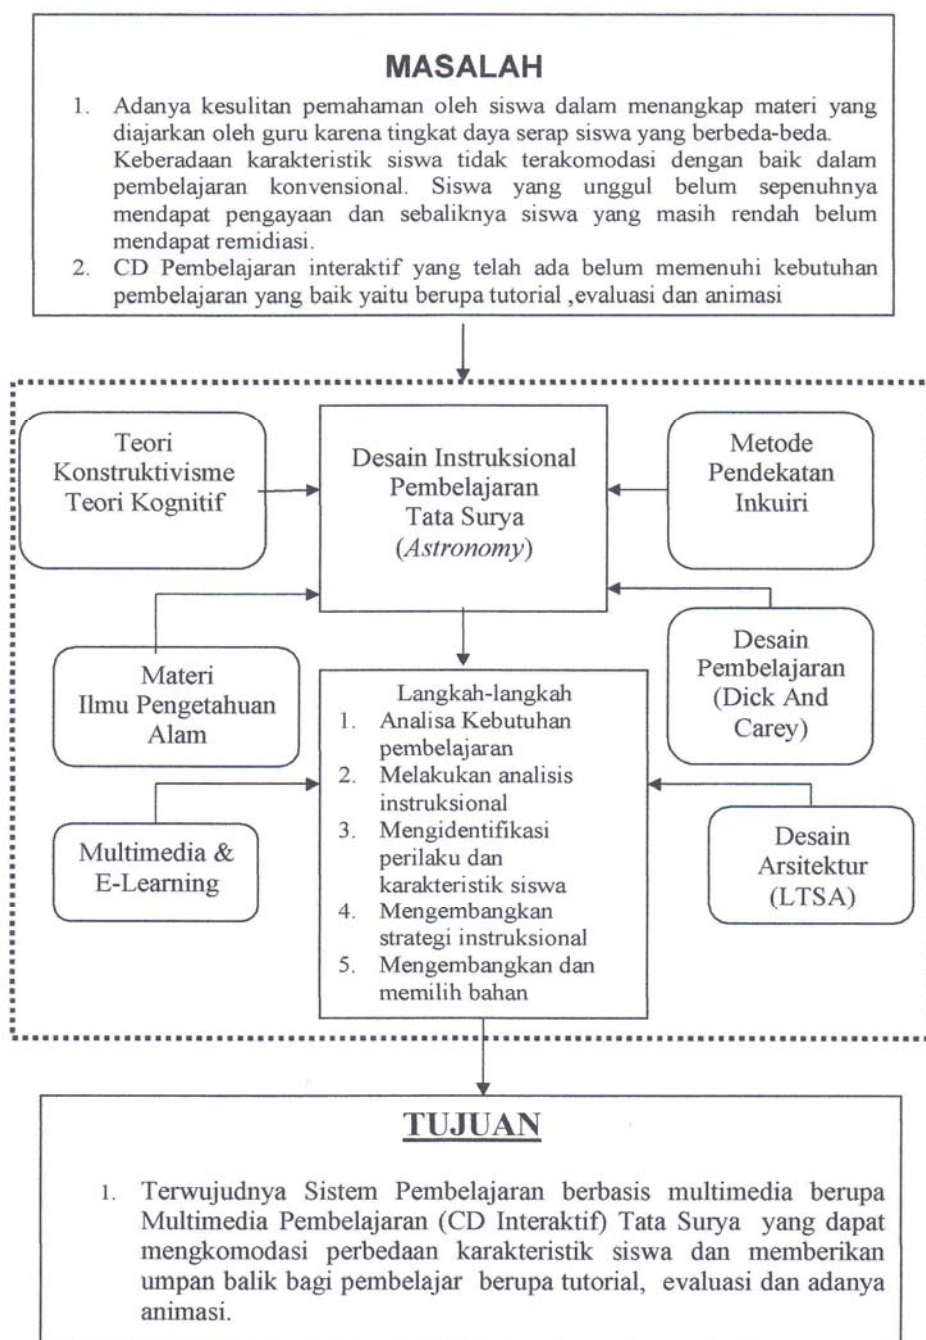 MASALAH
1. Adanya kesulitan pemahaman oleh siswa dalam menangkap materi yang
diajarkan oleh guru karena tingkat daya serap siswa yang berbeda-beda.
Keberadaan karakteristik siswa tidak terakomodasi dengan baik dalam
pembelajaran konvensional. Siswa yang unggul belum sepenuhnya
mendapat pengayaan dan sebaliknya siswa yang masih rendah belum
mendapat remidiasi.
2. CD Pembelajaran interaktif yang telah ada belum memenuhi kebutuhan
pembelajaran yang baik yaitu berupa tutorial ,evaluasi dan animasi
Teori
Konstruktivisme
Teori Kognitif
Desain Instruksional
Pembelajaran
Tata Surya
(Astronomy)
Metode
Pendekatan
Inkuiri
Materi
Ilmu Pengetahuan
Alam
Desain
Pembelajaran
(Dick And
Carey)
Langkah-langkah
1. Analisa Kebutuhan
pembelajaran
2. Melakukan analisis
instruksional
3. Mengidentifikasi
perilaku dan
karakteristik siswa
4. Mengembangkan
strategi instruksional
5. Mengembangkan dan
memilih bahan
Multimedia &
E-Learning
Desain
Arsitektur
(LTSA)
TUJUAN
1. Terwujudnya Sistem Pembelajaran berbasis multimedia berupa
Multimedia Pembelajaran (CD Interaktif) Tata Surya yang dapat
mengkomodasi perbedaan karakteristik siswa dan memberikan
umpan balik bagi pembelajar berupa tutorial, evaluasi dan adanya
animasi.